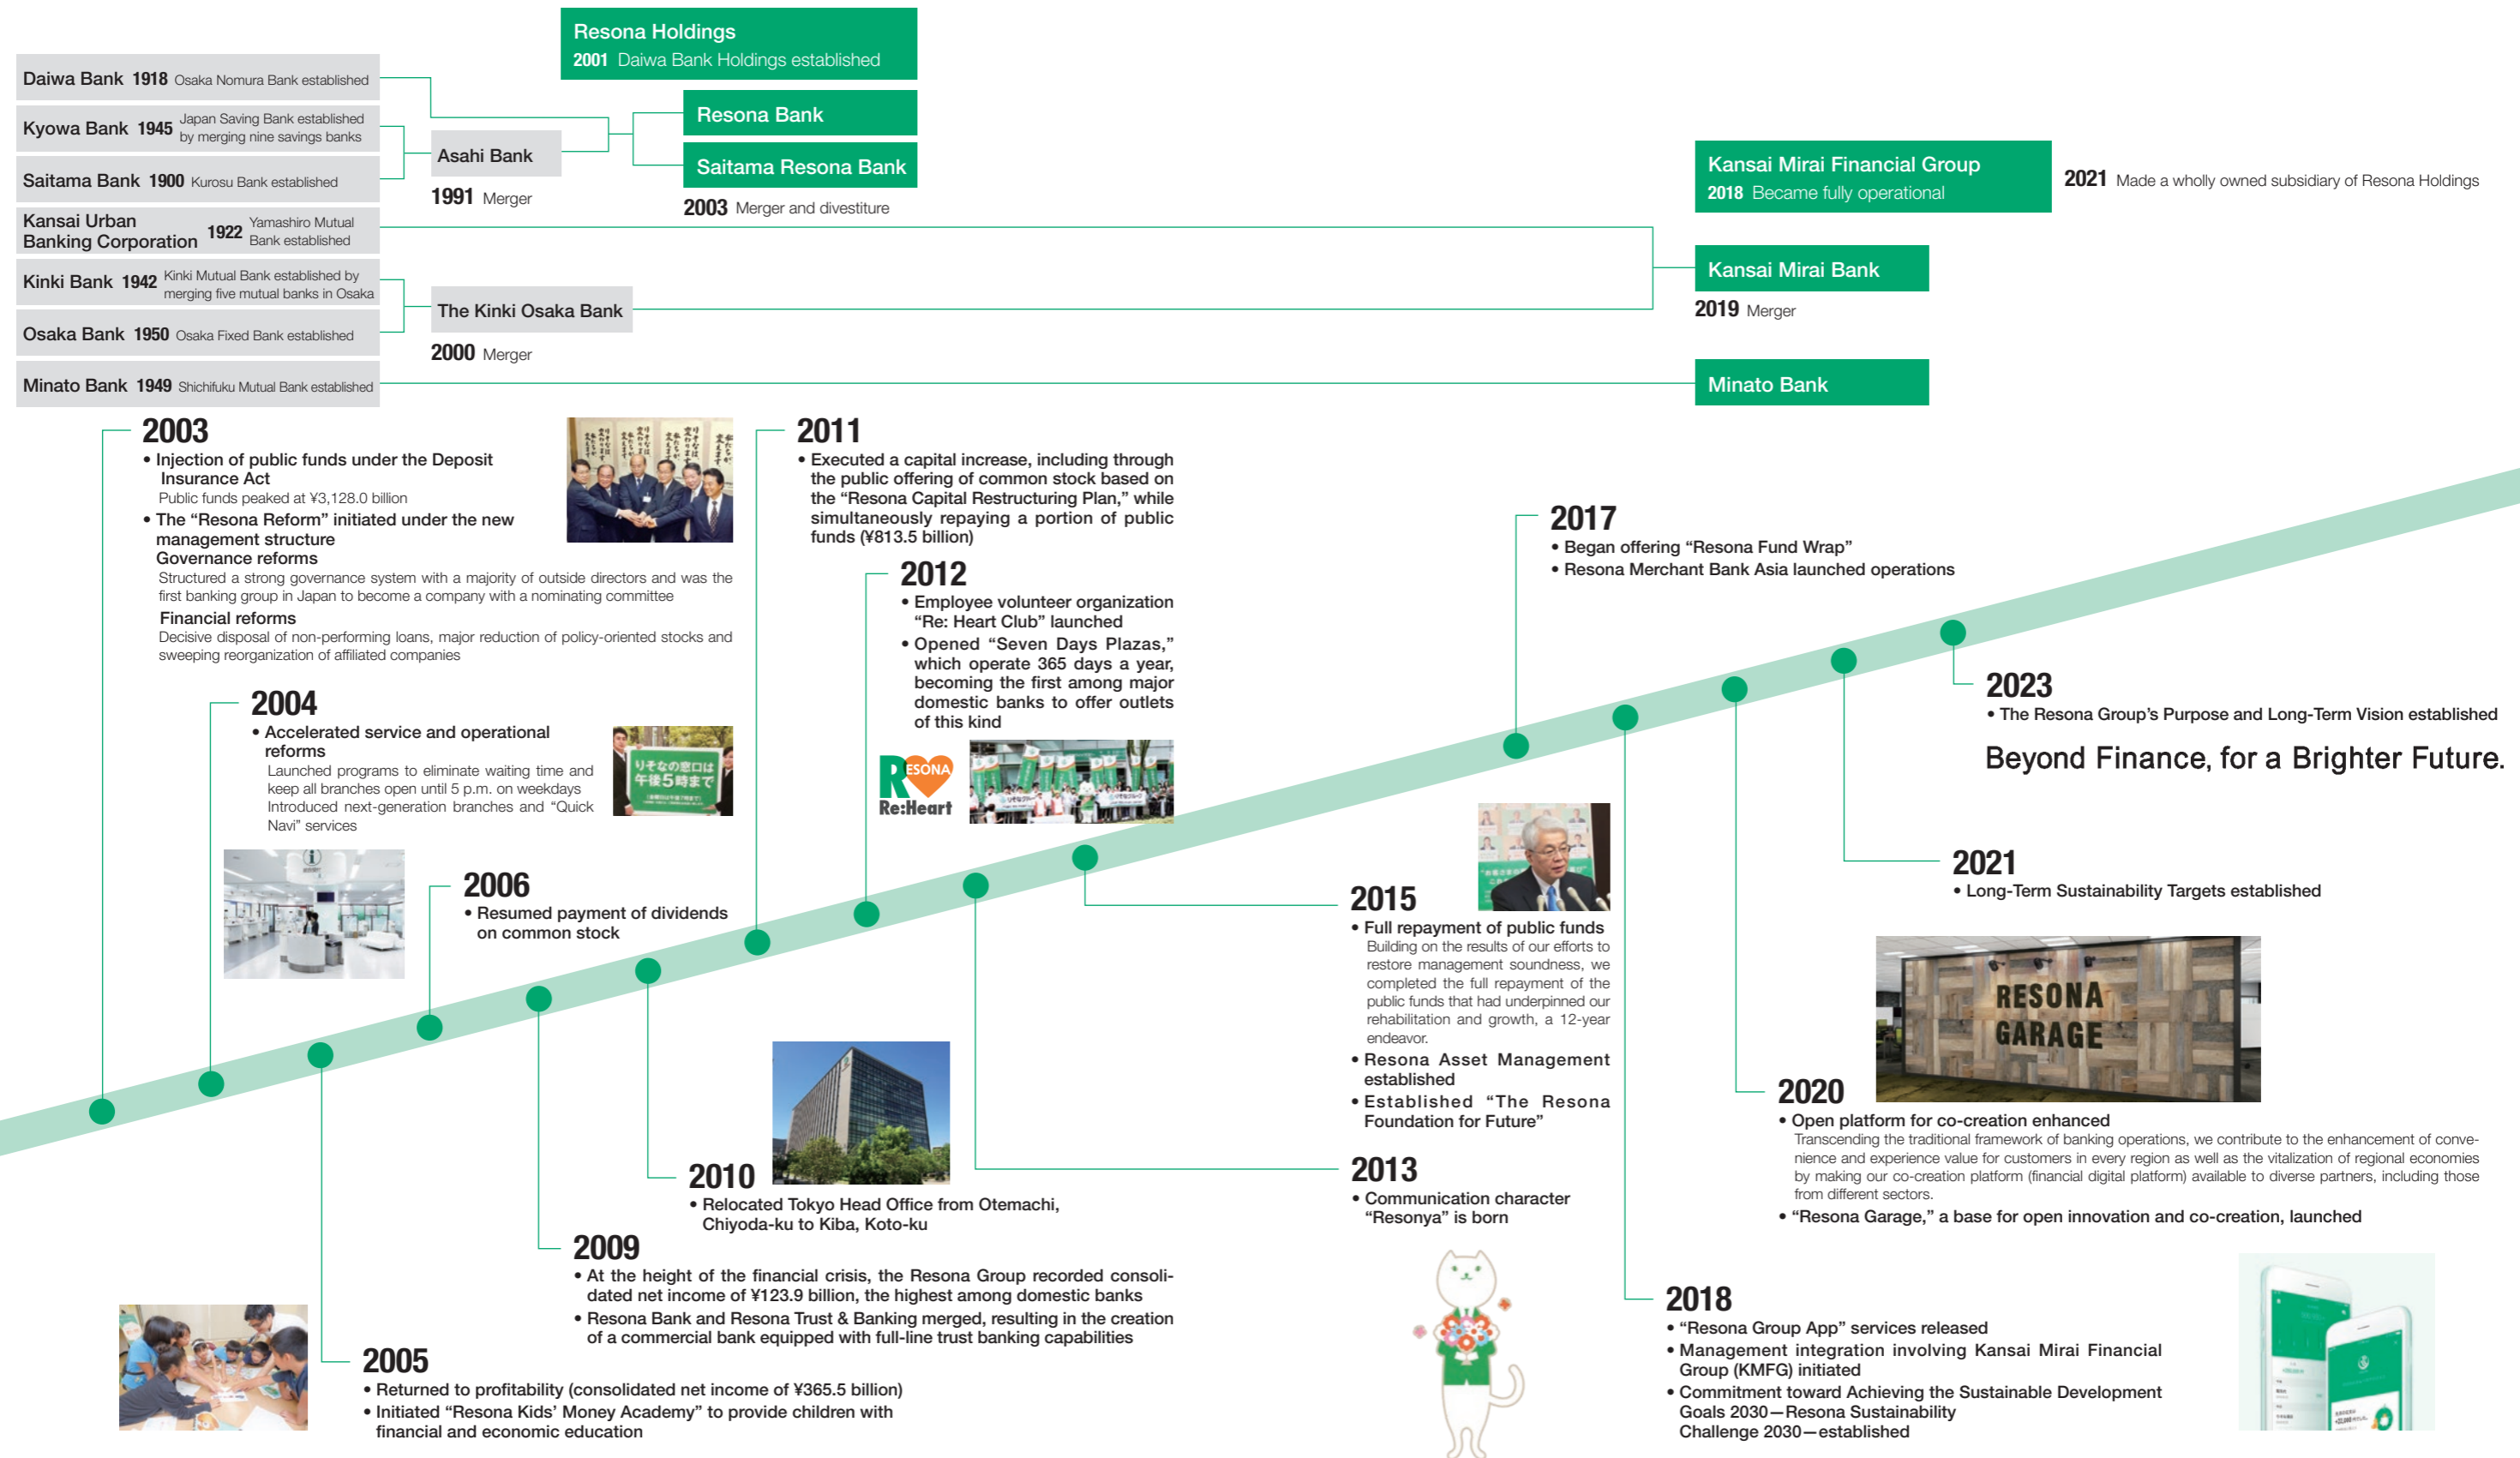 Resona Holdings
2001 Daiwa Bank Holdings established
Daiwa Bank 1918 Osaka Nomura Bank established
Kyowa Bank 1945 Japan Saving Bank established
by merging nine savings banks
Saitama Bank 1900 Kurosu Bank established
Asahi Bank
1991 Merger
Resona Bank
Saitama Resona Bank
2003 Merger and divestiture
Kansai Urban
Banking Corporation 1922 Yamashiro Mutual
Bank established
Kinki Bank 1942 Kinki Mutual Bank established by
merging five mutual banks in Osaka
Osaka Bank 1950 Osaka Fixed Bank established
The Kinki Osaka Bank
2000 Merger
Minato Bank 1949 Shichifuku Mutual Bank established
Kansai Mirai Financial Group
2018 Became fully operational
2021 Made a wholly owned subsidiary of Resona Holdings
Kansai Mirai Bank
2019 Merger
Minato Bank
2003
• Injection of public funds under the Deposit
Insurance Act
Public funds peaked at ¥3,128.0 billion
• The “Resona Reform” initiated under the new
management structure
Governance reforms
Structured a strong governance system with a majority of outside directors and was the
first banking group in Japan to become a company with a nominating committee
Financial reforms
Decisive disposal of non-performing loans, major reduction of policy-oriented stocks and
sweeping reorganization of affiliated companies
2004
• Accelerated service and operational
reforms
Launched programs to eliminate waiting time and
keep all branches open until 5 p.m. on weekdays
Introduced next-generation branches and “Quick
Navi” services
りそなの窓口は
午後5時まで
2005
• Returned to profitability (consolidated net income of ¥365.5 billion)
• Initiated “Resona Kids’ Money Academy” to provide children with
financial and economic education
2006
• Resumed payment of dividends
on common stock
2009
• At the height of the financial crisis, the Resona Group recorded consoli-
dated net income of ¥123.9 billion, the highest among domestic banks
• Resona Bank and Resona Trust & Banking merged, resulting in the creation
of a commercial bank equipped with full-line trust banking capabilities
2010
• Relocated Tokyo Head Office from Otemachi,
Chiyoda-ku to Kiba, Koto-ku
2011
• Executed a capital increase, including through
the public offering of common stock based on
the “Resona Capital Restructuring Plan,” while
simultaneously repaying a portion of public
funds (¥813.5 billion)
2012
• Employee volunteer organization
“Re: Heart Club” launched
• Opened “Seven Days Plazas,”
which operate 365 days a year,
becoming the first among major
domestic banks to offer outlets
of this kind
RESONA
Re:Heart
2013
• Communication character
“Resonya” is born
2015
• Full repayment of public funds
Building on the results of our efforts to
restore management soundness, we
completed the full repayment of the
public funds that had underpinned our
rehabilitation and growth, a 12-year
endeavor.
• Resona Asset Management
established
• Established “The Resona
Foundation for Future”
2017
• Began offering “Resona Fund Wrap”
• Resona Merchant Bank Asia launched operations
2018
• “Resona Group App” services released
• Management integration involving Kansai Mirai Financial
Group (KMFG) initiated
• Commitment toward Achieving the Sustainable Development
Goals 2030—Resona Sustainability
Challenge 2030—established
2020
• Open platform for co-creation enhanced
Transcending the traditional framework of banking operations, we contribute to the enhancement of conve-
nience and experience value for customers in every region as well as the vitalization of regional economies
by making our co-creation platform (financial digital platform) available to diverse partners, including those
from different sectors.
• “Resona Garage,” a base for open innovation and co-creation, launched
RESONA
GARAGE
2021
• Long-Term Sustainability Targets established
2023
• The Resona Group’s Purpose and Long-Term Vision established
Beyond Finance, for a Brighter Future.